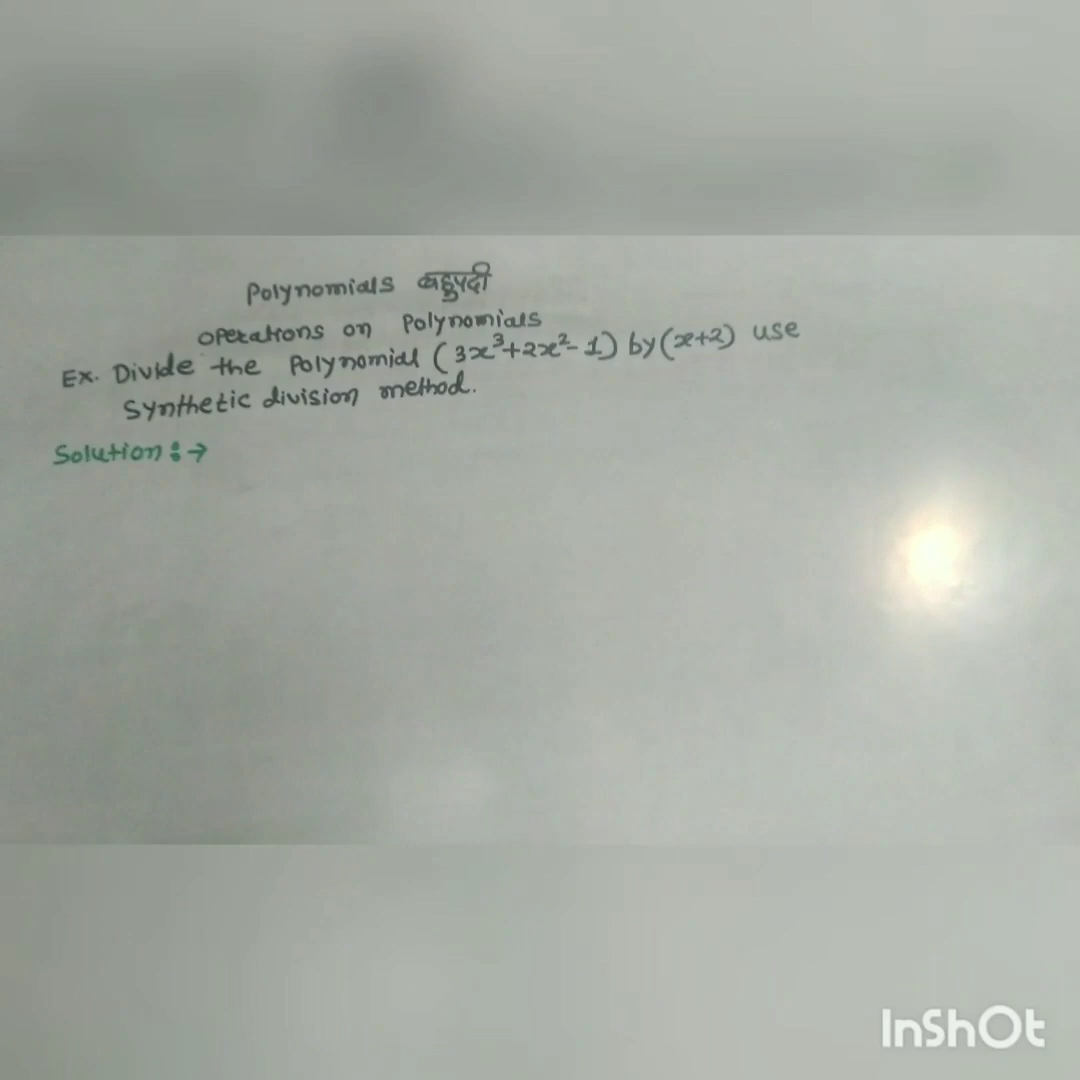 Polynomials बहुपदी
operations on Polynomials
Ex. Divide the Polynomial (3x³+2x²-1) by (x+2) use
Synthetic division method.
Solution :→
InShOt